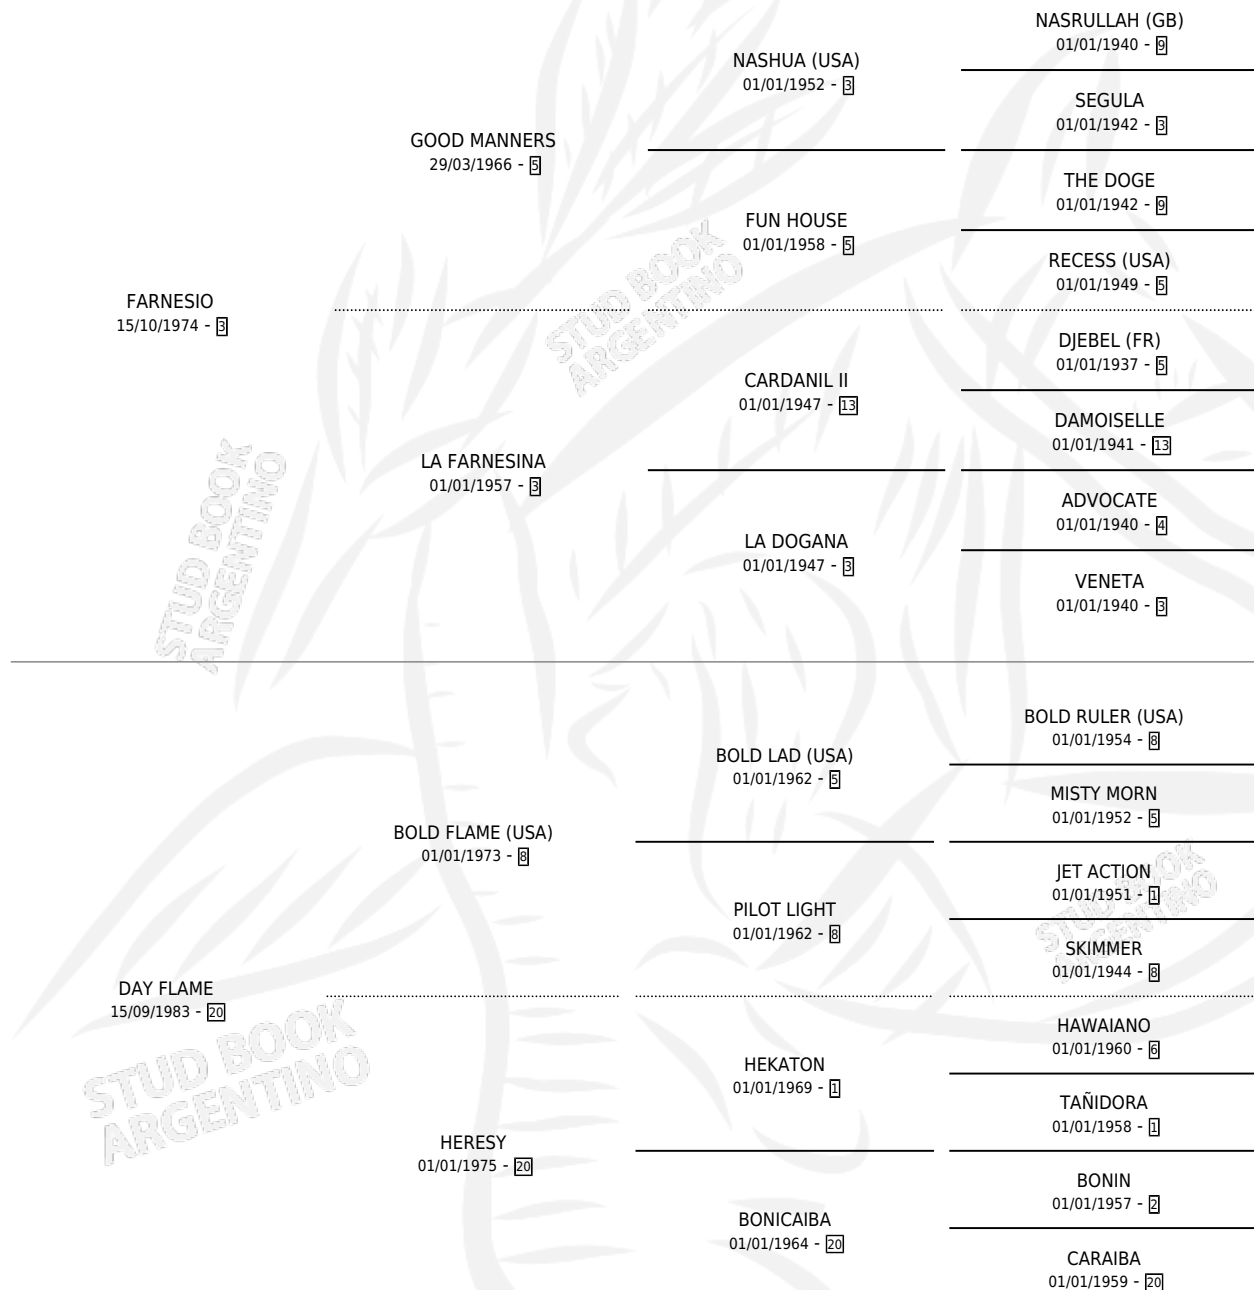 NASRULLAH (GB)
01/01/1940 - 9
NASHUA (USA)
01/01/1952 - 3
SEGULA
01/01/1942 - 3
GOOD MANNERS
29/03/1966 - 5
THE DOGE
01/01/1942 - 9
FUN HOUSE
01/01/1958 - 5
RECESS (USA)
01/01/1949 - 5
FARNESIO
15/10/1974 - 3
DJEBEL (FR)
01/01/1937 - 5
CARDANIL II
01/01/1947 - 13
DAMOISELLE
01/01/1941 - 13
LA FARNESINA
01/01/1957 - 3
ADVOCATE
01/01/1940 - 4
LA DOGANA
01/01/1947 - 3
VENETA
01/01/1940 - 3
STUD BOOK
ARGENTINO
STUD BOOK
ARGENTINO
BOLD RULER (USA)
01/01/1954 - 8
BOLD LAD (USA)
01/01/1962 - 5
MISTY MORN
01/01/1952 - 5
BOLD FLAME (USA)
01/01/1973 - 8
JET ACTION
01/01/1951 - 1
PILOT LIGHT
01/01/1962 - 8
SKIMMER
01/01/1944 - 8
DAY FLAME
15/09/1983 - 20
HAWAIANO
01/01/1960 - 6
HEKATON
01/01/1969 - 1
TAÑIDORA
01/01/1958 - 1
HERESY
01/01/1975 - 20
BONIN
01/01/1957 - 2
BONICAIBA
01/01/1964 - 20
CARAIBA
01/01/1959 - 20
STUD BOOK
ARGENTINO
STUD BOOK
ARGENTINO